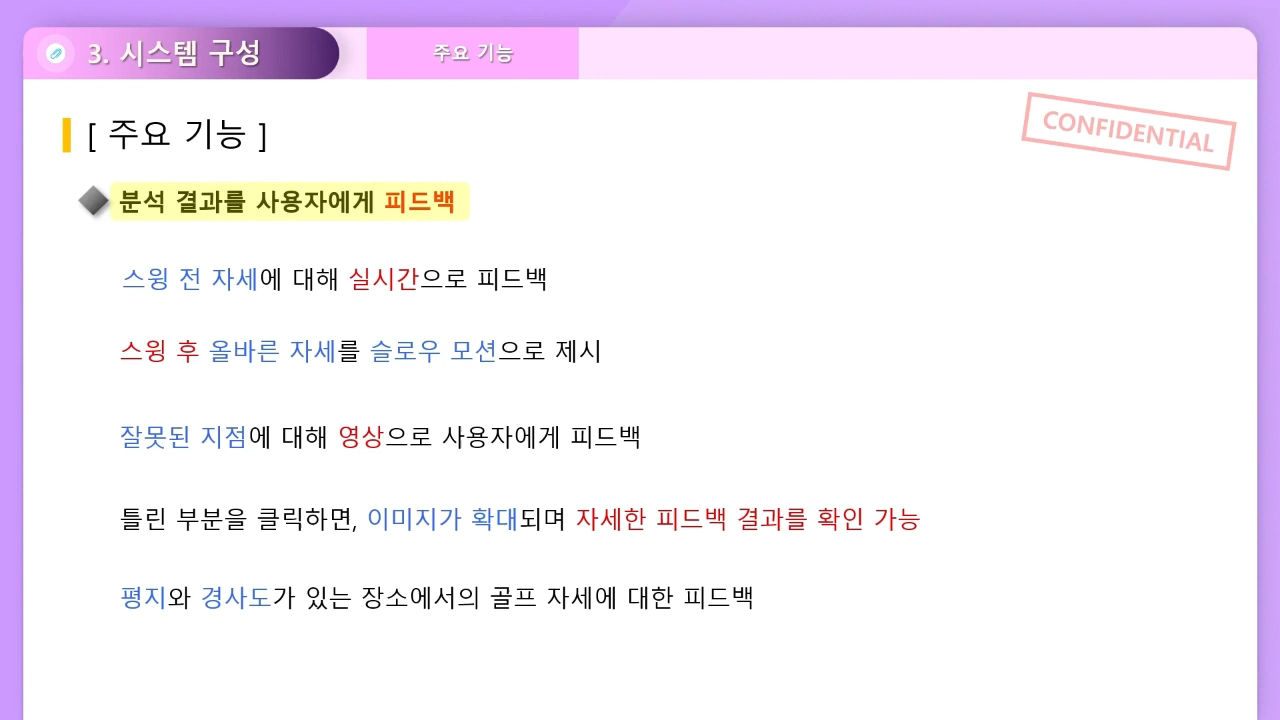 3. 시스템 구성
주요 기능
[ 주요 기능 ]
CONFIDENTIAL
분석 결과를 사용자에게 피드백
스윙 전 자세에 대해 실시간으로 피드백
스윙 후 올바른 자세를 슬로우 모션으로 제시
잘못된 지점에 대해 영상으로 사용자에게 피드백
틀린 부분을 클릭하면, 이미지가 확대되며 자세한 피드백 결과를 확인 가능
평지와 경사도가 있는 장소에서의 골프 자세에 대한 피드백